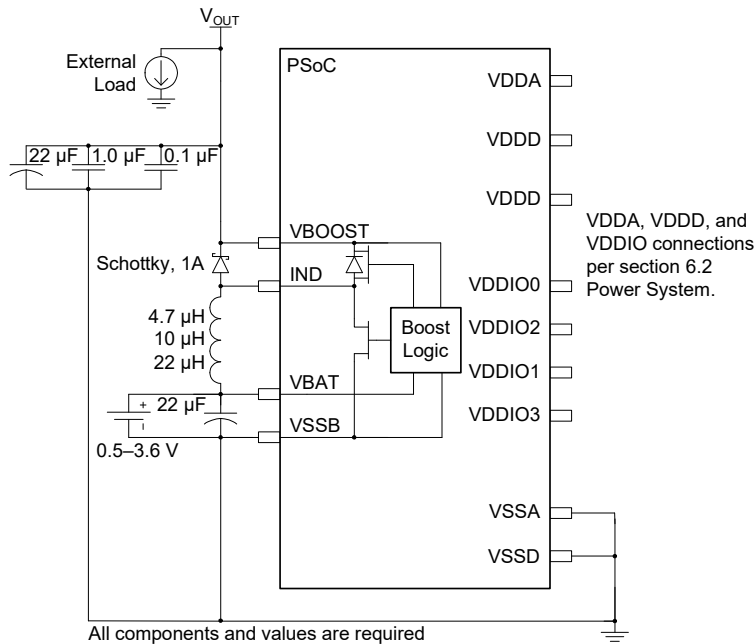 VOUT
External
Load
PSoC
VDDA
VDDD
22 µF 1.0 µF 0.1 µF
VDDD
VDDA, VDDD, and
VDDIO connections
per section 6.2
Power System.
VBOOST
Schottky, 1A
IND
VDDIO0
4.7 µH
10 µH
22 µH
Boost
Logic
VDDIO2
VDDIO1
VBAT
22 µF
+
VDDIO3
VSSB
0.5–3.6 V
VSSA
VSSD
All components and values are required